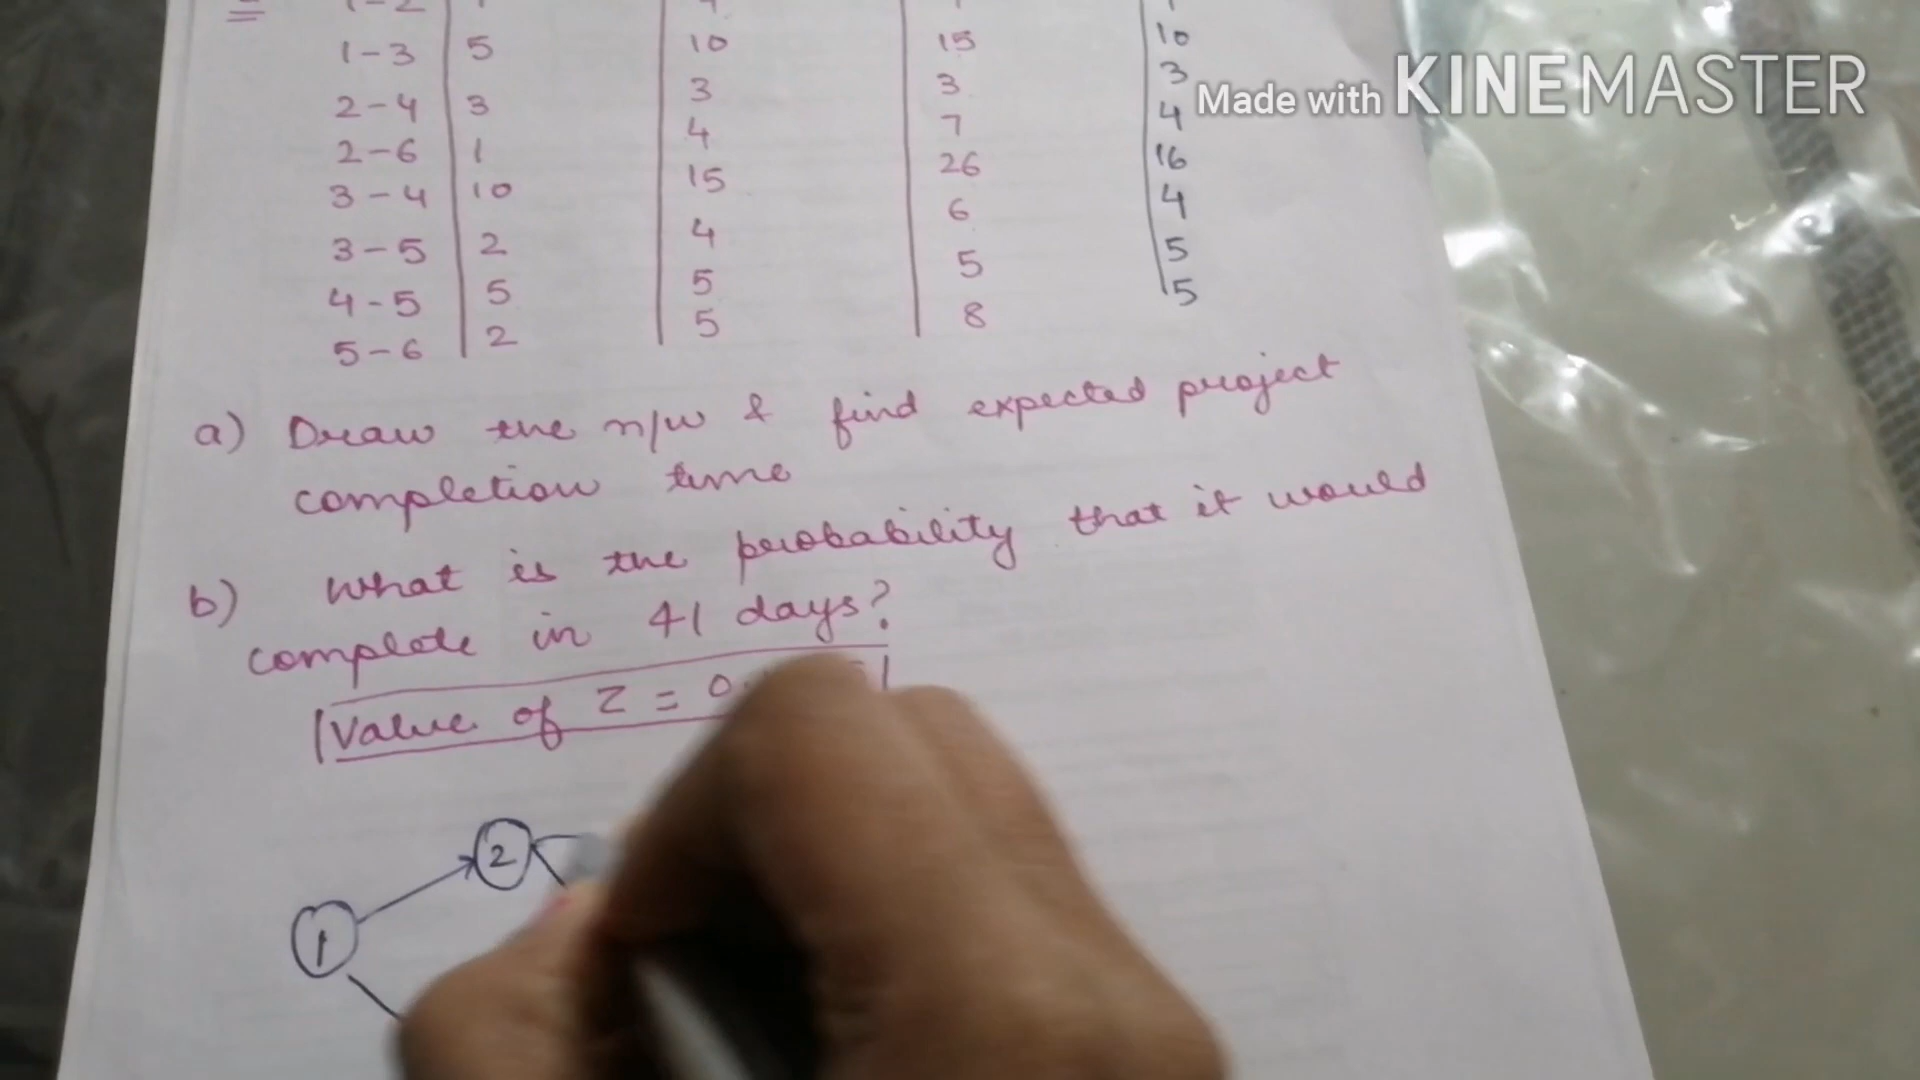 1-3 5 10 15 10
2-4 3 3 3 3
2-6 1 4 7 4
3-4 10 15 26 16
3-5 2 4 6 4
4-5 5 5 5 5
5-6 2 5 8 5
Made with KINEMASTER
a) Draw the n/w & find expected project
completion time
b) What is the probability that it would
complete in 41 days?
Value of Z = 0.
2
1